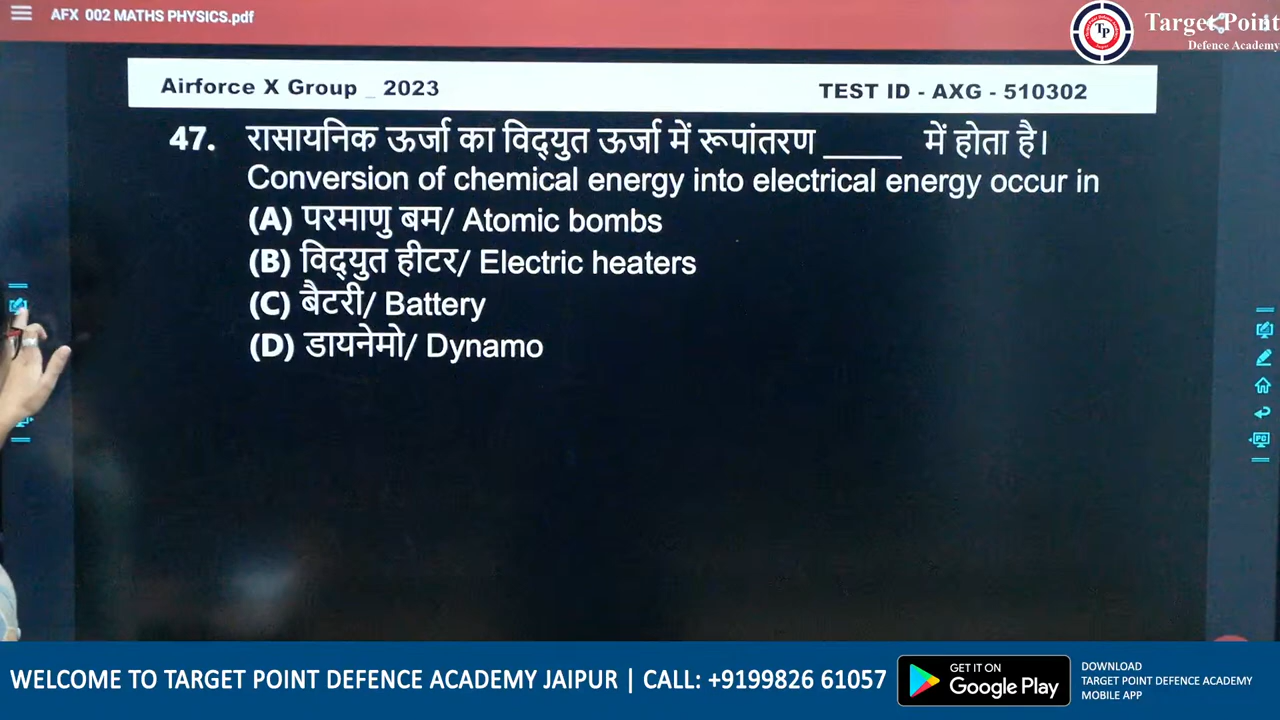 AFX 002 MATHS PHYSICS.pdf
TP
Target Point
Defence Academy
Airforce X Group _ 2023
TEST ID - AXG - 510302
47. रासायनिक ऊर्जा का विद्युत ऊर्जा में रूपांतरण _____ में होता है।
Conversion of chemical energy into electrical energy occur in
(A) परमाणु बम/ Atomic bombs
(B) विद्युत हीटर/ Electric heaters
(C) बैटरी/ Battery
(D) डायनेमो/ Dynamo
PC
WELCOME TO TARGET POINT DEFENCE ACADEMY JAIPUR | CALL: +9199826 61057
GET IT ON
Google Play
DOWNLOAD
TARGET POINT DEFENCE ACADEMY
MOBILE APP